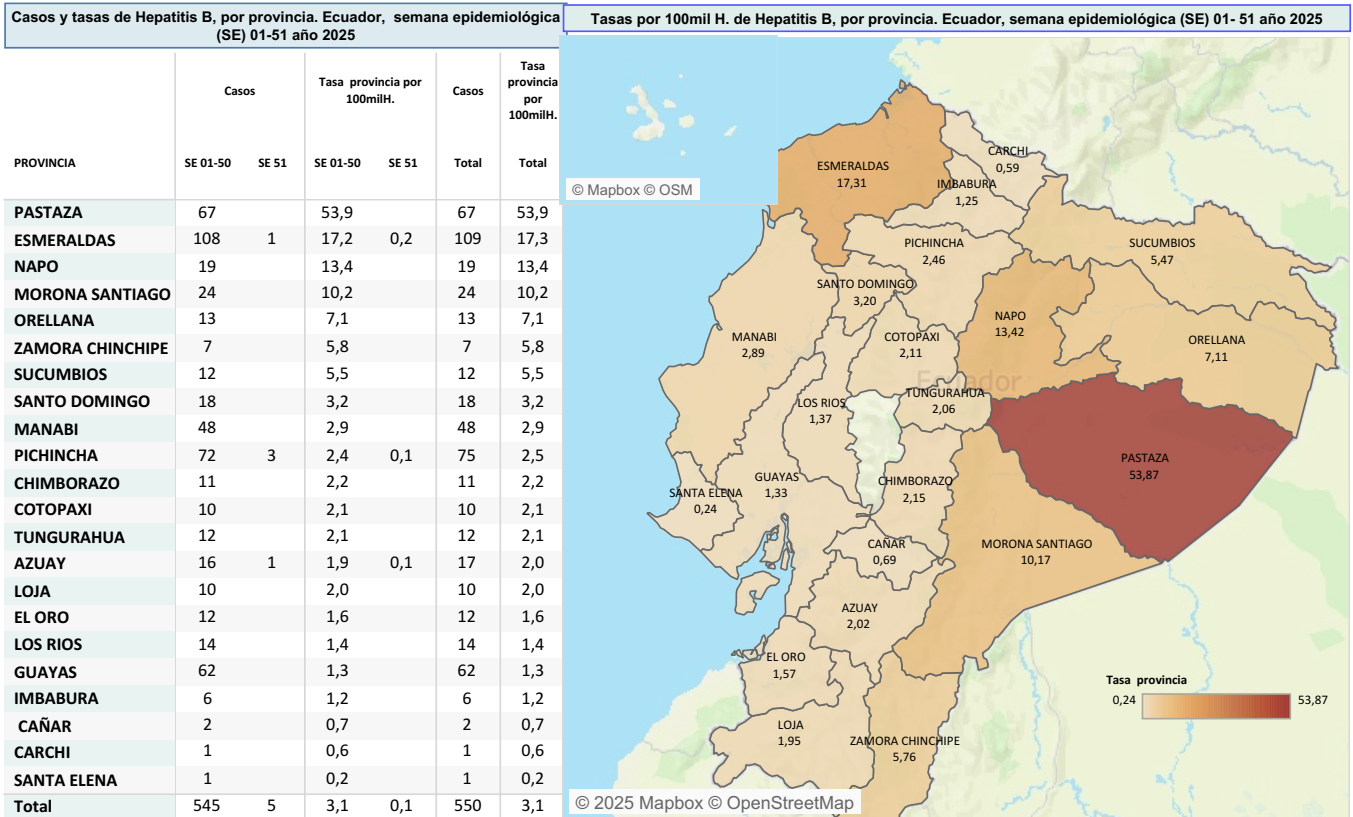 Casos y tasas de Hepatitis B, por provincia. Ecuador, semana epidemiológica
(SE) 01-51 año 2025
Casos Tasa provincia por 100milH. Casos Tasa provincia por 100milH.
PROVINCIA SE 01-50 SE 51 SE 01-50 SE 51 Total Total
PASTAZA 67 53,9 67 53,9
ESMERALDAS 108 1 17,2 0,2 109 17,3
NAPO 19 13,4 19 13,4
MORONA SANTIAGO 24 10,2 24 10,2
ORELLANA 13 7,1 13 7,1
ZAMORA CHINCHIPE 7 5,8 7 5,8
SUCUMBIOS 12 5,5 12 5,5
SANTO DOMINGO 18 3,2 18 3,2
MANABI 48 2,9 48 2,9
PICHINCHA 72 3 2,4 0,1 75 2,5
CHIMBORAZO 11 2,2 11 2,2
COTOPAXI 10 2,1 10 2,1
TUNGURAHUA 12 2,1 12 2,1
AZUAY 16 1 1,9 0,1 17 2,0
LOJA 10 2,0 10 2,0
EL ORO 12 1,6 12 1,6
LOS RIOS 14 1,4 14 1,4
GUAYAS 62 1,3 62 1,3
IMBABURA 6 1,2 6 1,2
CAÑAR 2 0,7 2 0,7
CARCHI 1 0,6 1 0,6
SANTA ELENA 1 0,2 1 0,2
Total 545 5 3,1 0,1 550 3,1
Tasas por 100mil H. de Hepatitis B, por provincia. Ecuador, semana epidemiológica (SE) 01- 51 año 2025
© Mapbox © OSM
CARCHI
0,59
ESMERALDAS
17,31
IMBABURA
1,25
PICHINCHA
2,46
SUCUMBIOS
5,47
SANTO DOMINGO
3,20
NAPO
13,42
MANABI
2,89
COTOPAXI
2,11
ORELLANA
7,11
Ecuador
TUNGURAHUA
2,06
LOS RIOS
1,37
PASTAZA
53,87
GUAYAS
1,33
CHIMBORAZO
2,15
SANTA ELENA
0,24
CAÑAR
0,69
MORONA SANTIAGO
10,17
AZUAY
2,02
EL ORO
1,57
LOJA
1,95
ZAMORA CHINCHIPE
5,76
Tasa provincia
0,24 53,87
© 2025 Mapbox © OpenStreetMap